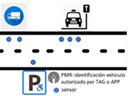 T
P
PMR: identificación vehículo
autorizado por TAG o APP
sensor